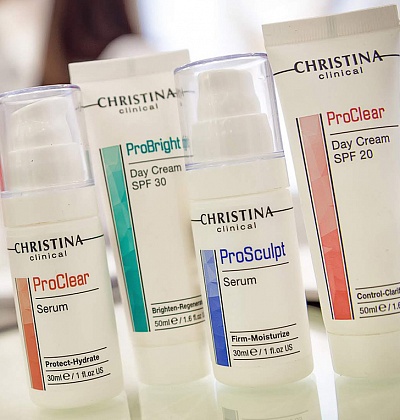 CHRISTINA
clinical
ProClear
Serum
Protect-Hydrate
30ml e / 1 fl.oz US
CHRISTINA
clinical
ProBright
Day Cream
SPF 30
Brighten-Regenerate
50ml e / 1.6 fl.oz
CHRISTINA
clinical
ProSculpt
Serum
Firm-Moisturize
30ml e / 1 fl.oz US
CHRISTINA
clinical
ProClear
Day Cream
SPF 20
Control-Clarif
50ml e / 1.6 fl.oz